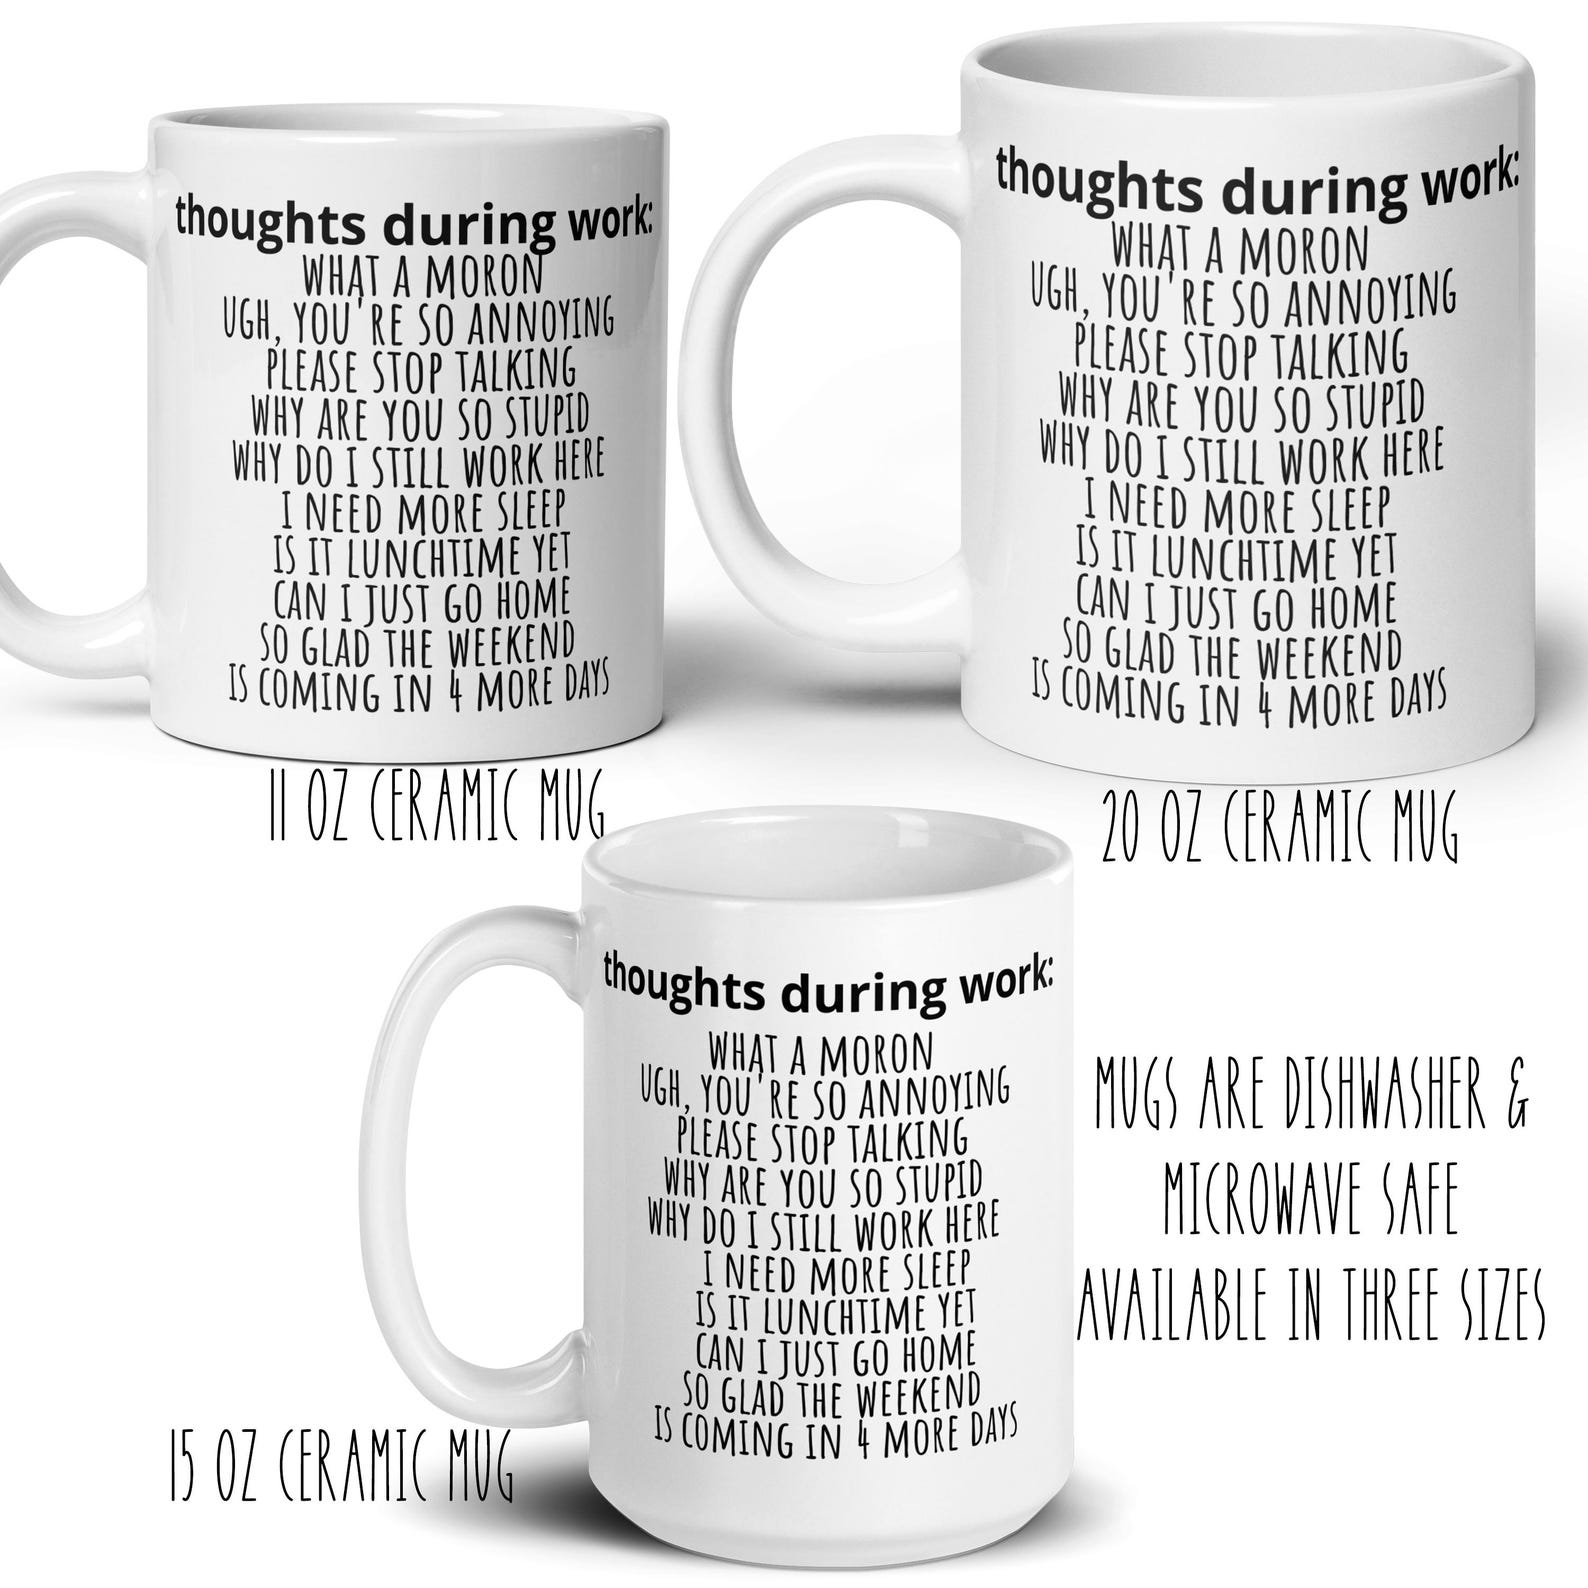 thoughts during work:
WHAT A MORON
UGH, YOU'RE SO ANNOYING
PLEASE STOP TALKING
WHY ARE YOU SO STUPID
WHY DO I STILL WORK HERE
I NEED MORE SLEEP
IS IT LUNCHTIME YET
CAN I JUST GO HOME
SO GLAD THE WEEKEND
IS COMING IN 4 MORE DAYS
11 OZ CERAMIC MUG
thoughts during work:
WHAT A MORON
UGH, YOU'RE SO ANNOYING
PLEASE STOP TALKING
WHY ARE YOU SO STUPID
WHY DO I STILL WORK HERE
I NEED MORE SLEEP
IS IT LUNCHTIME YET
CAN I JUST GO HOME
SO GLAD THE WEEKEND
IS COMING IN 4 MORE DAYS
20 OZ CERAMIC MUG
thoughts during work:
WHAT A MORON
UGH, YOU'RE SO ANNOYING
PLEASE STOP TALKING
WHY ARE YOU SO STUPID
WHY DO I STILL WORK HERE
I NEED MORE SLEEP
IS IT LUNCHTIME YET
CAN I JUST GO HOME
SO GLAD THE WEEKEND
IS COMING IN 4 MORE DAYS
15 OZ CERAMIC MUG
MUGS ARE DISHWASHER &
MICROWAVE SAFE
AVAILABLE IN THREE SIZES